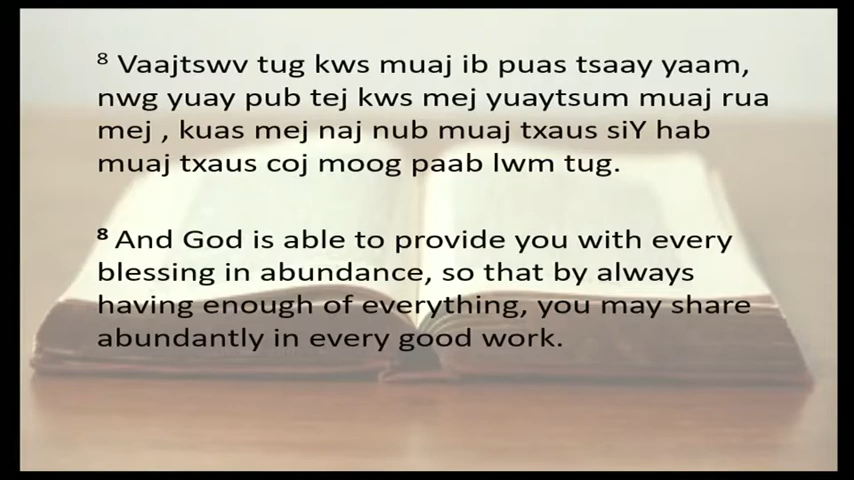 ⁸ Vaajtswv tug kws muaj ib puas tsaay yaam,
nwg yuay pub tej kws mej yuaytsum muaj rua
mej , kuas mej naj nub muaj txaus siY hab
muaj txaus coj moog paab lwm tug.
⁸ And God is able to provide you with every
blessing in abundance, so that by always
having enough of everything, you may share
abundantly in every good work.